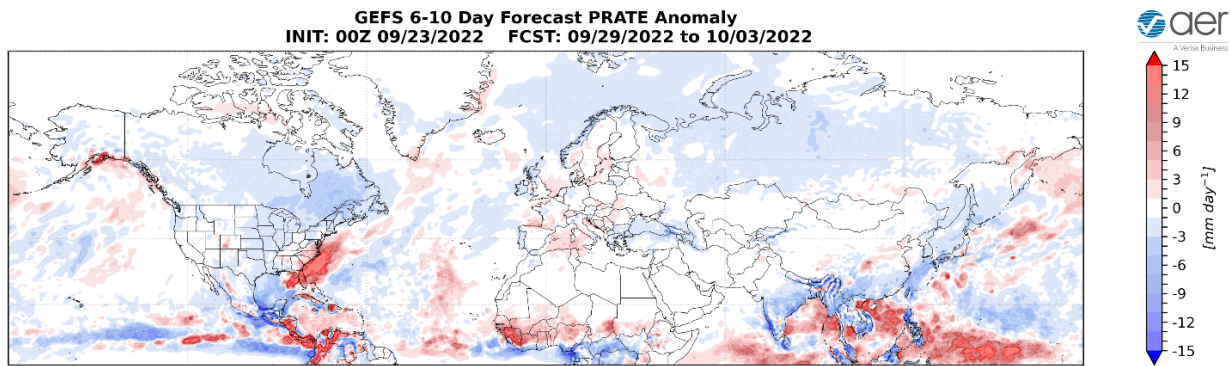 GEFS 6-10 Day Forecast PRATE Anomaly
INIT: 00Z 09/23/2022 FCST: 09/29/2022 to 10/03/2022
aer
A Verisk Business
15
12
9
6
3
0
-3
-6
-9
-12
-15
[mm day⁻¹]